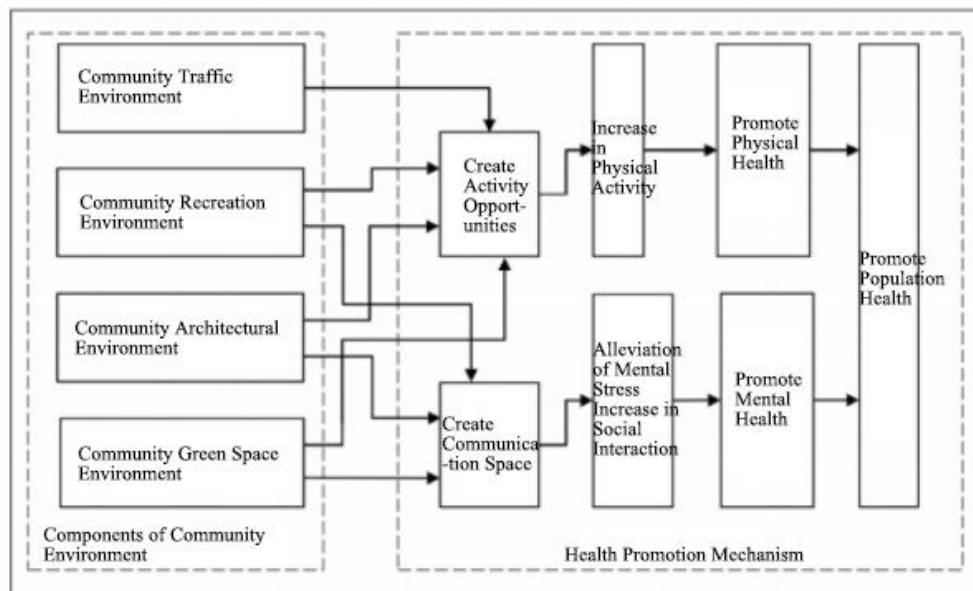 Community Traffic
Environment
Community Recreation
Environment
Community Architectural
Environment
Community Green Space
Environment
Components of Community
Environment
Create
Activity
Opport-
unities
Create
Communica
-tion Space
Increase
in
Physical
Activity
Alleviation
of Mental
Stress
Increase in
Social
Interaction
Promote
Physical
Health
Promote
Mental
Health
Promote
Population
Health
Health Promotion Mechanism